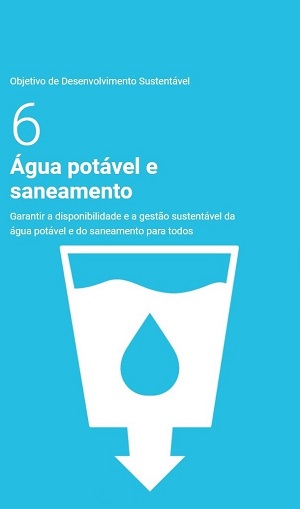 Objetivo de Desenvolvimento Sustentável
6
Água potável e
saneamento
Garantir a disponibilidade e a gestão sustentável da
água potável e do saneamento para todos